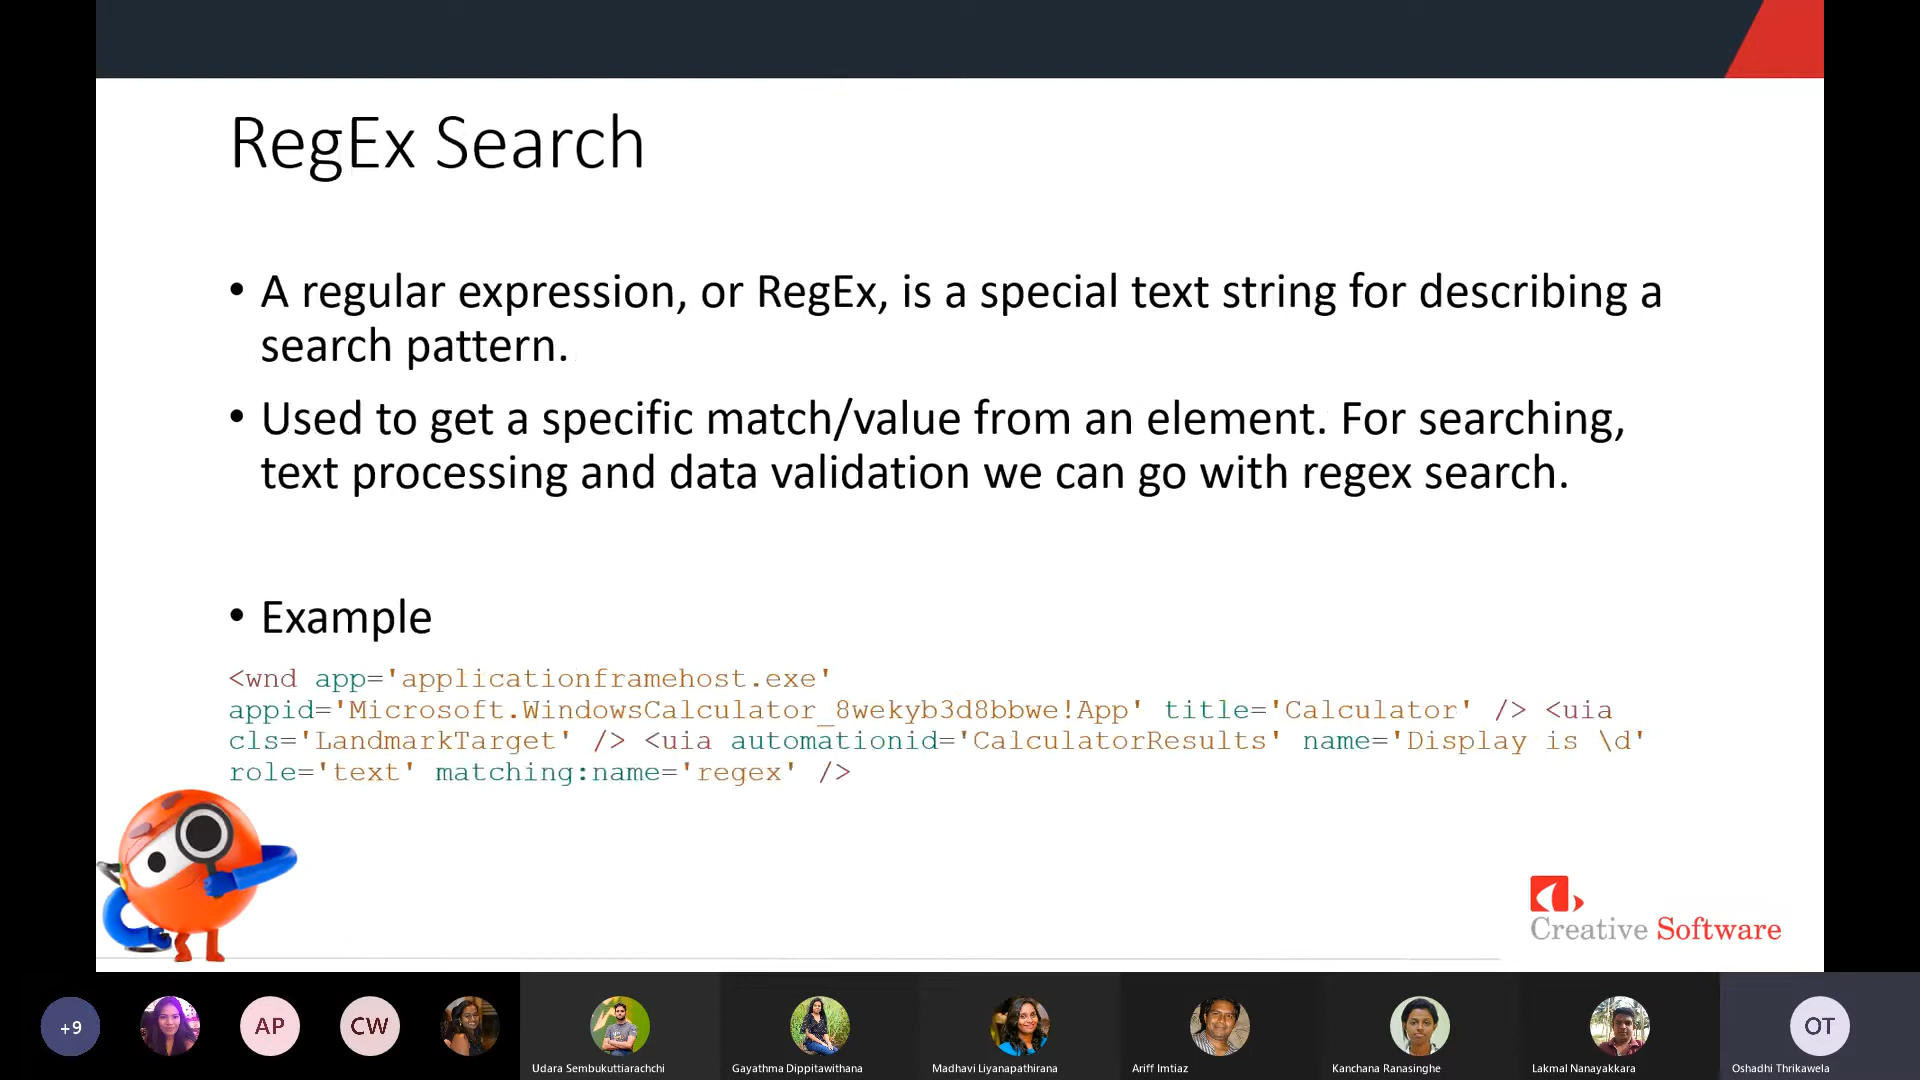 RegEx Search
• A regular expression, or RegEx, is a special text string for describing a
search pattern.
• Used to get a specific match/value from an element. For searching,
text processing and data validation we can go with regex search.
• Example
<wnd app='applicationframehost.exe'
appid='Microsoft.WindowsCalculator_8wekyb3d8bbwe!App' title='Calculator' /> <uia
cls='LandmarkTarget' /> <uia automationid='CalculatorResults' name='Display is \d'
role='text' matching:name='regex' />
Creative Software
+9
AP
CW
OT
Udara Sembukuttiarachchi
Gayathma Dippitawithana
Madhavi Liyanapathirana
Ariff Imtiaz
Kanchana Ranasinghe
Lakmal Nanayakkara
Oshadhi Thrikawela